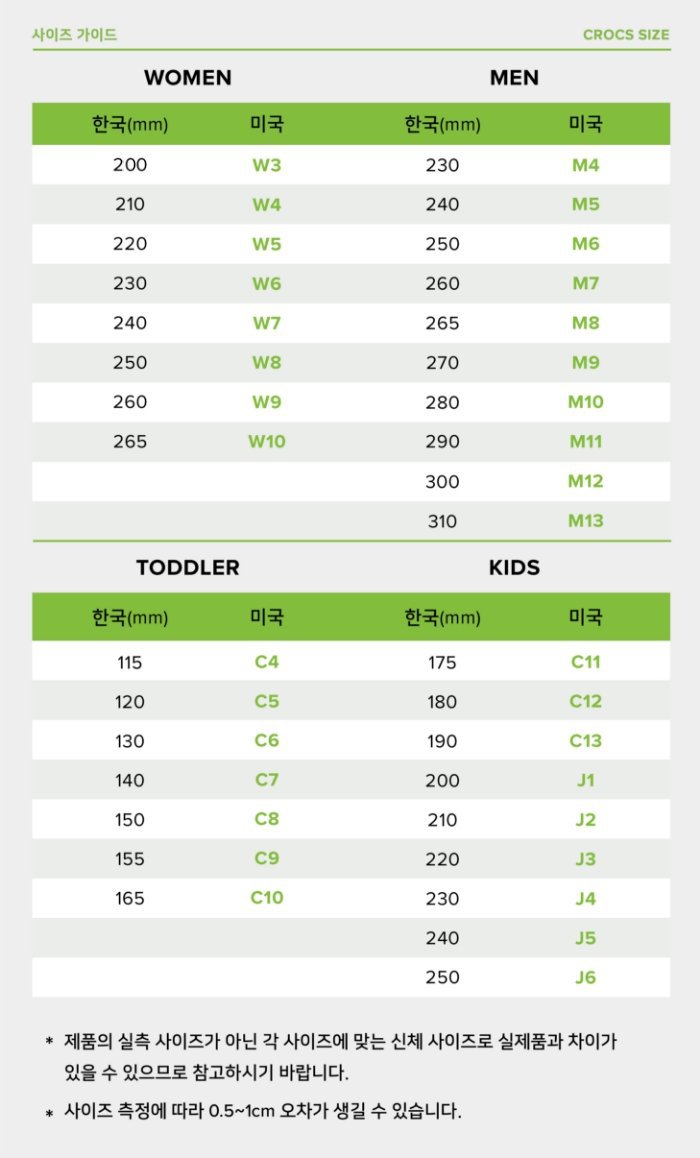 사이즈 가이드 CROCS SIZE
WOMEN MEN
한국(mm) 미국 한국(mm) 미국
200 W3 230 M4
210 W4 240 M5
220 W5 250 M6
230 W6 260 M7
240 W7 265 M8
250 W8 270 M9
260 W9 280 M10
265 W10 290 M11
300 M12
310 M13
TODDLER KIDS
한국(mm) 미국 한국(mm) 미국
115 C4 175 C11
120 C5 180 C12
130 C6 190 C13
140 C7 200 J1
150 C8 210 J2
155 C9 220 J3
165 C10 230 J4
240 J5
250 J6
* 제품의 실측 사이즈가 아닌 각 사이즈에 맞는 신체 사이즈로 실제품과 차이가
있을 수 있으므로 참고하시기 바랍니다.
* 사이즈 측정에 따라 0.5~1cm 오차가 생길 수 있습니다.